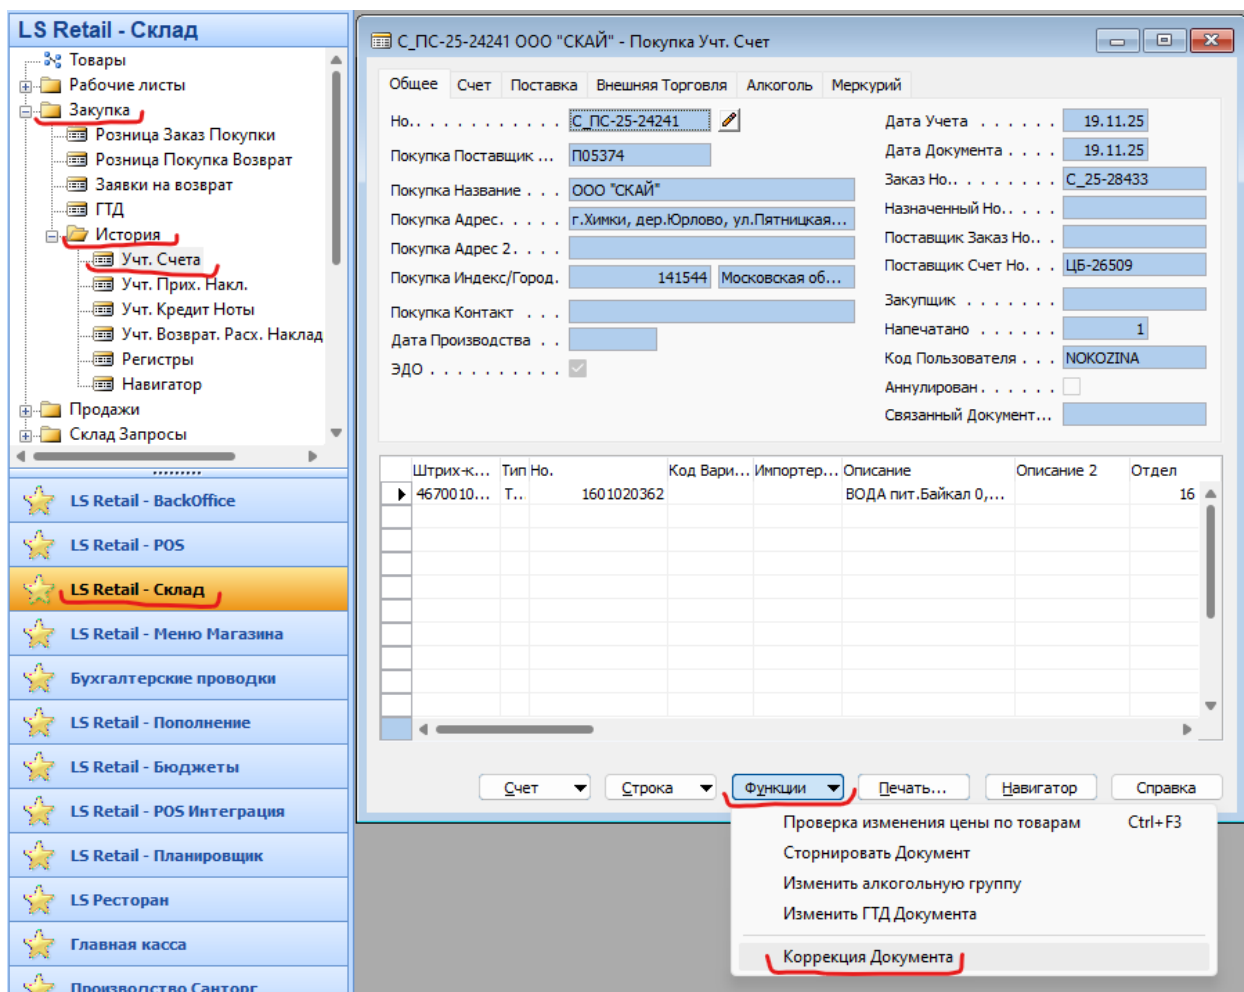 LS Retail - Склад
Товары
Рабочие листы
Закупка
Розница Заказ Покупки
Розница Покупка Возврат
Заявки на возврат
ГТД
История
Учт. Счета
Учт. Прих. Накл.
Учт. Кредит Ноты
Учт. Возврат. Расх. Наклад
Регистры
Навигатор
Продажи
Склад Запросы
LS Retail - BackOffice
LS Retail - POS
LS Retail - Склад
LS Retail - Меню Магазина
Бухгалтерские проводки
LS Retail - Пополнение
LS Retail - Бюджеты
LS Retail - POS Интеграция
LS Retail - Планировщик
LS Ресторан
Главная касса
Производство Санторг
С_ПС-25-24241 ООО "СКАЙ" - Покупка Учт. Счет
Общее Счет Поставка Внешняя Торговля Алкоголь Меркурий
Но.. . . . . . . . . . . . С_ПС-25-24241
Покупка Поставщик ... П05374
Покупка Название . . . ООО "СКАЙ"
Покупка Адрес. . . . . г.Химки, дер.Юрлово, ул.Пятницкая...
Покупка Адрес 2. . . .
Покупка Индекс/Город. 141544 Московская об...
Покупка Контакт . . .
Дата Производства . .
ЭДО . . . . . . . . . . .
Дата Учета . . . . . . 19.11.25
Дата Документа . . . . 19.11.25
Заказ Но.. . . . . . . . С_25-28433
Назначенный Но.. . . .
Поставщик Заказ Но.. .
Поставщик Счет Но. . . ЦБ-26509
Закупщик . . . . . . .
Напечатано . . . . . . 1
Код Пользователя . . . NOKOZINA
Аннулирован. . . . . .
Связанный Документ...
Штрих-к... Тип Но. Код Вари... Импортер... Описание Описание 2 Отдел
4670010... Т.. 1601020362 ВОДА пит.Байкал 0,... 16
Счет Строка Функции Печать... Навигатор Справка
Проверка изменения цены по товарам Ctrl+F3
Сторнировать Документ
Изменить алкогольную группу
Изменить ГТД Документа
Коррекция Документа